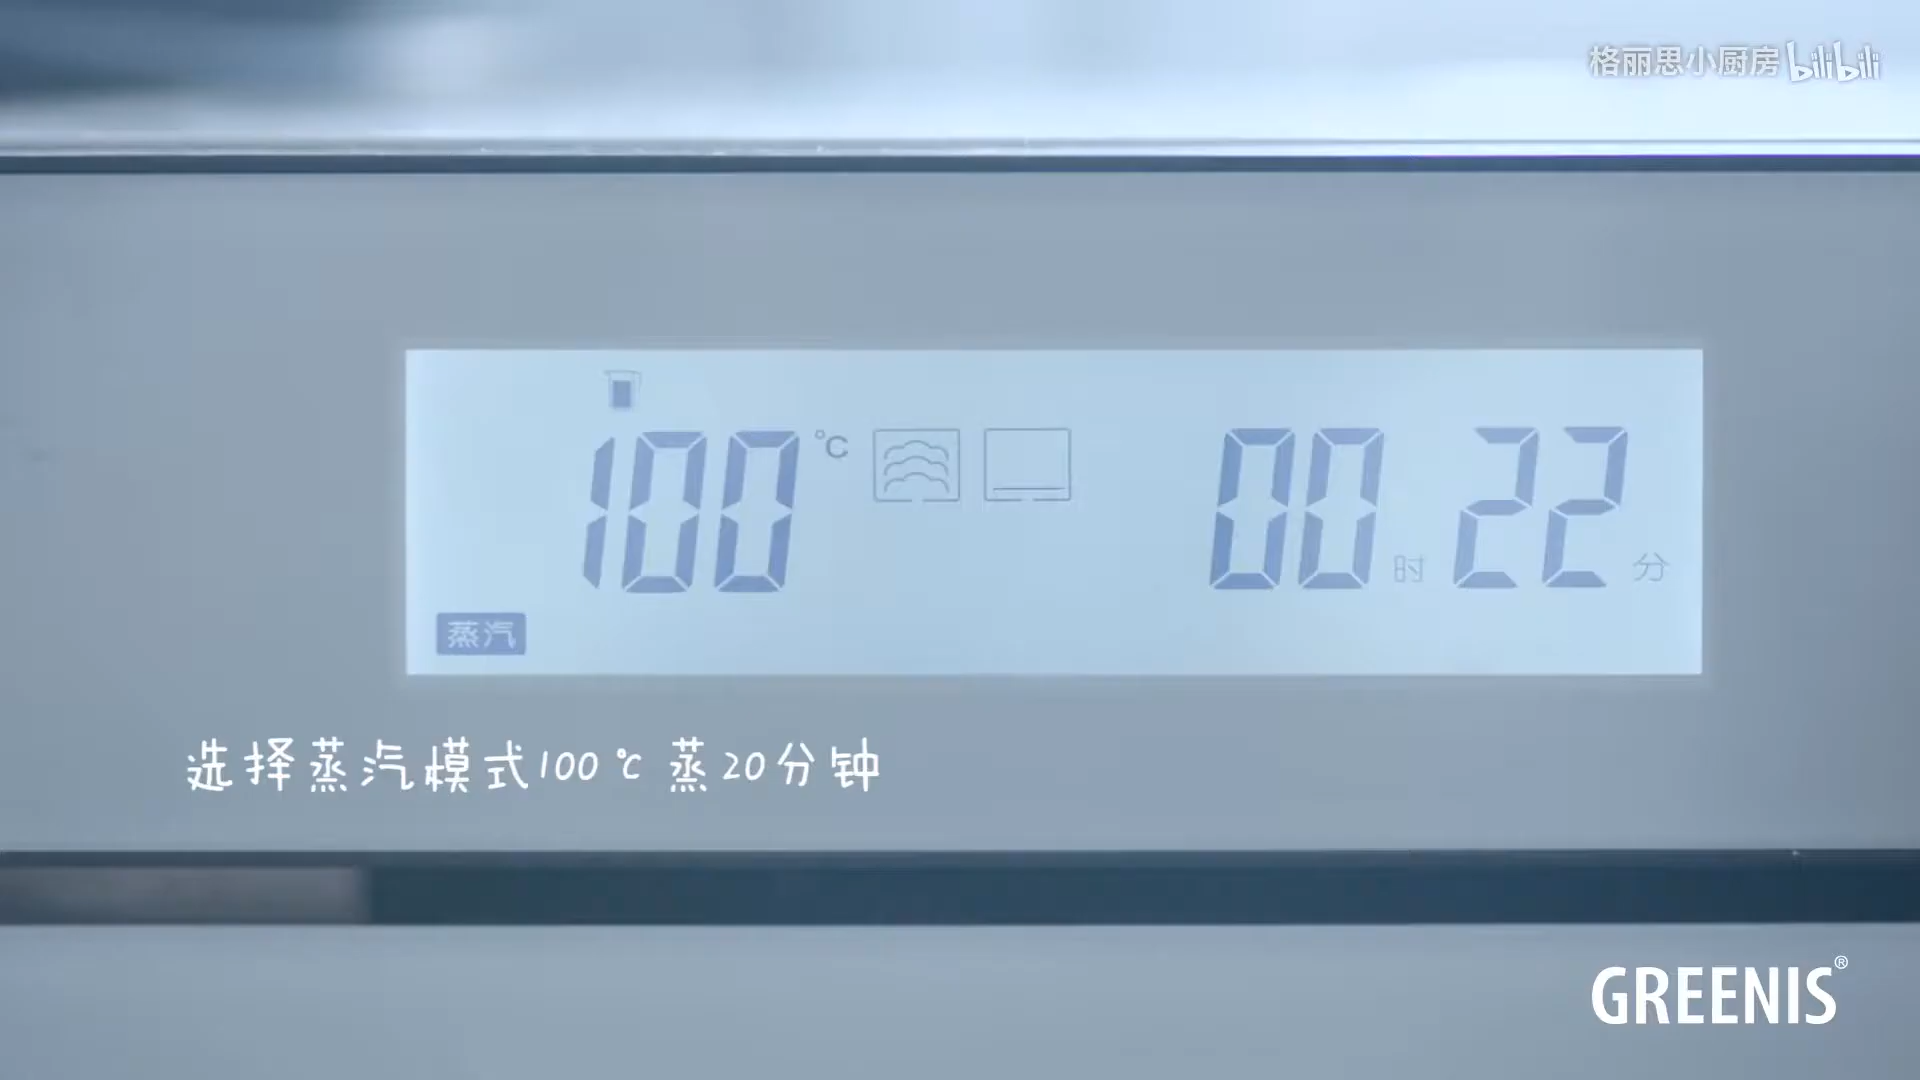 格丽思小厨房 bilibili
100 ℃ 00 时 22 分
蒸汽
选择蒸汽模式100℃ 蒸20分钟
GREENIS®